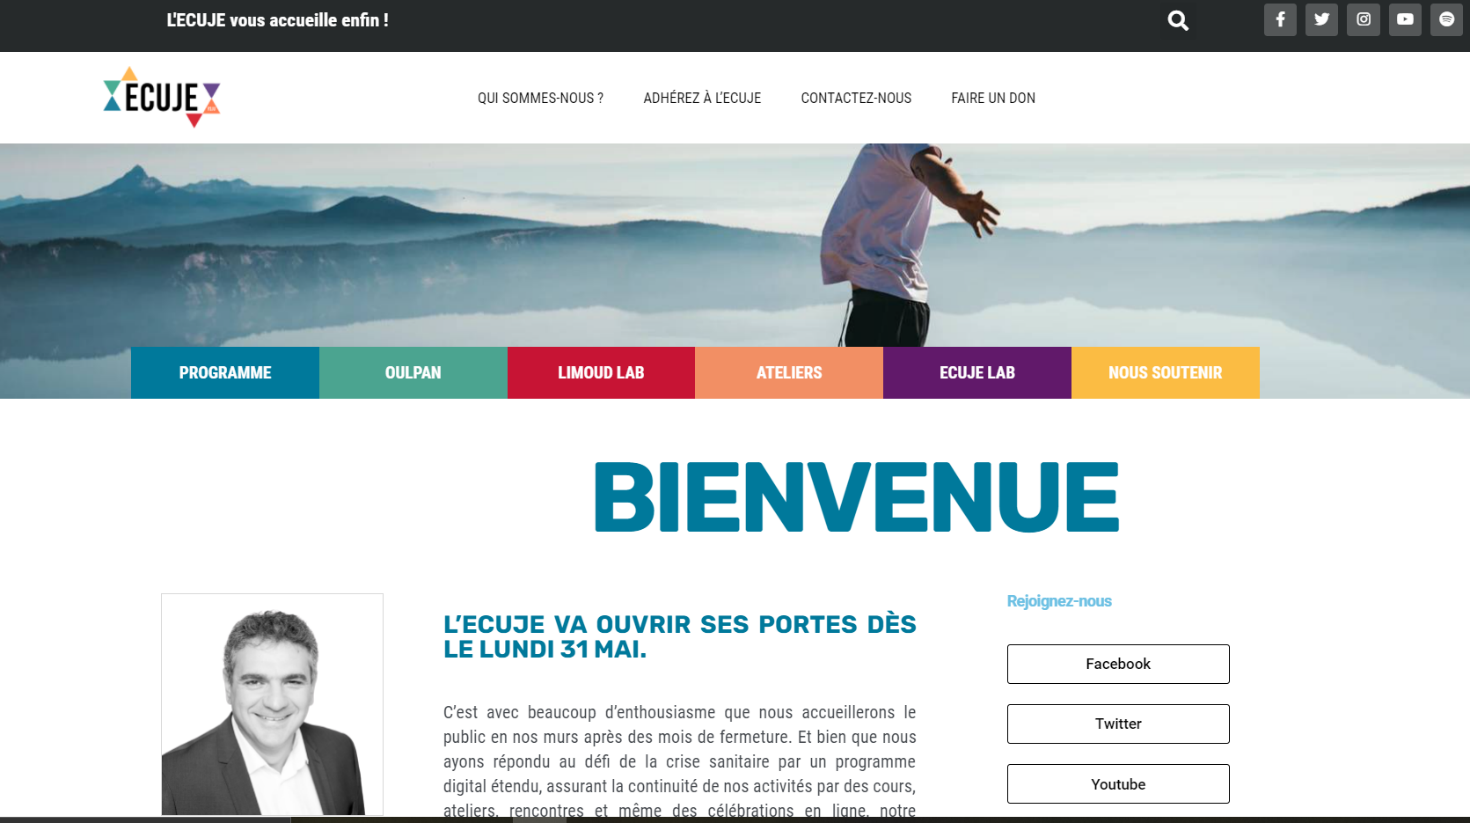 L'ECUJE vous accueille enfin !
ECUJE
QUI SOMMES-NOUS ?
ADHÉREZ À L'ECUJE
CONTACTEZ-NOUS
FAIRE UN DON
PROGRAMME
OULPAN
LIMOUD LAB
ATELIERS
ECUJE LAB
NOUS SOUTENIR
BIENVENUE
L'ECUJE VA OUVRIR SES PORTES DÈS
LE LUNDI 31 MAI.
C'est avec beaucoup d'enthousiasme que nous accueillerons le
public en nos murs après des mois de fermeture. Et bien que nous
ayons répondu au défi de la crise sanitaire par un programme
digital étendu, assurant la continuité de nos activités par des cours,
ateliers, rencontres et même des célébrations en ligne, notre
Rejoignez-nous
Facebook
Twitter
Youtube